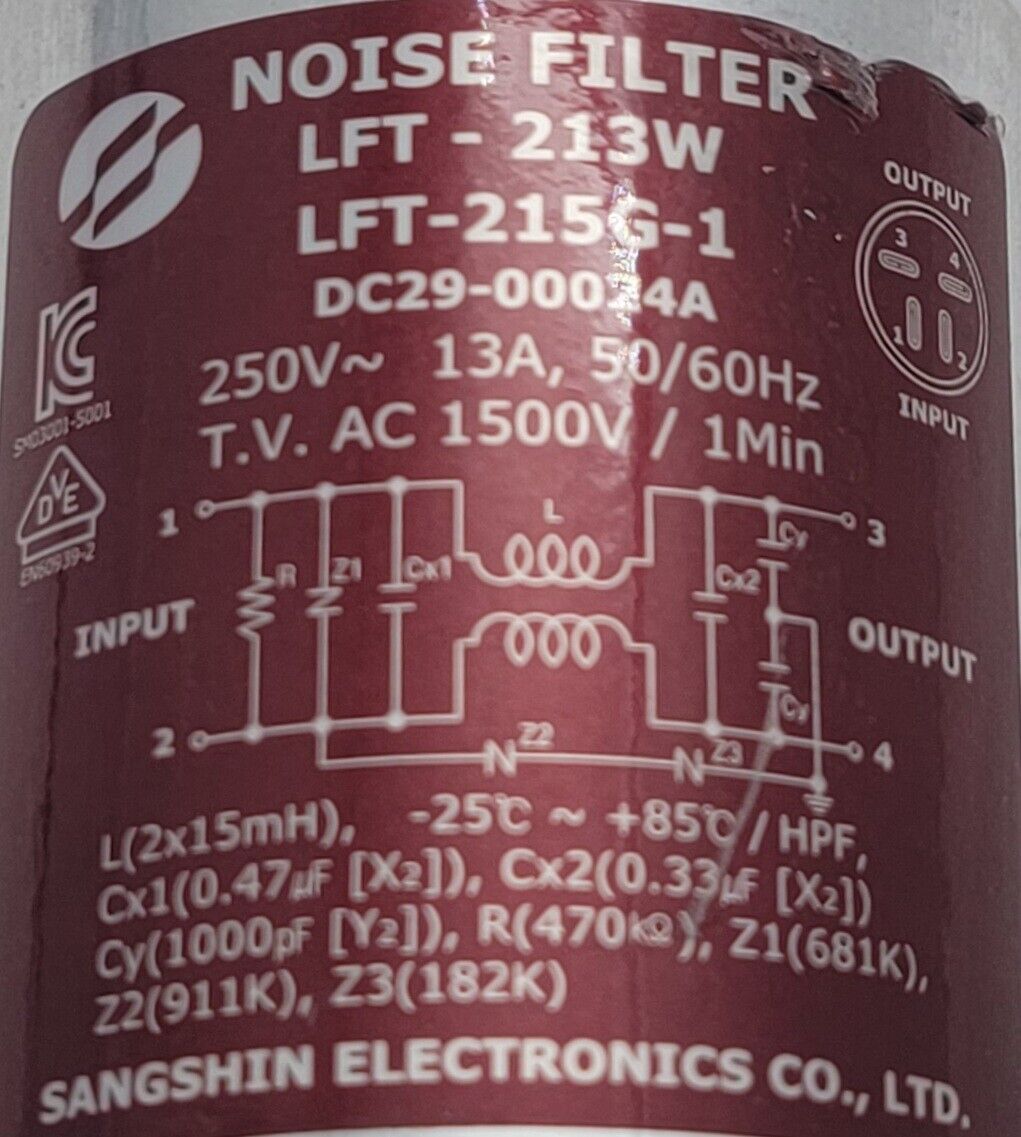 NOISE FILTER
LFT - 213W
LFT-215G-1
250V~ 13A, 50/60Hz
T.V. AC 1500V / 1Min
OUTPUT
3 4
1 2
INPUT
KC
SM03001-5001
DVE
EN60939-2
1 R Z1 Cx1 L Cx2 Cy 3
INPUT OUTPUT
2 Z2 Z3 Cy 4
L(2x15mH), -25℃ ~ +85℃ / HPF,
Cx1(0.47µF [X2]), Cx2(0.33µF [X2])
Cy(1000pF [Y2]), R(470kΩ), Z1(681K),
Z2(911K), Z3(182K)
SANGSHIN ELECTRONICS CO., LTD.